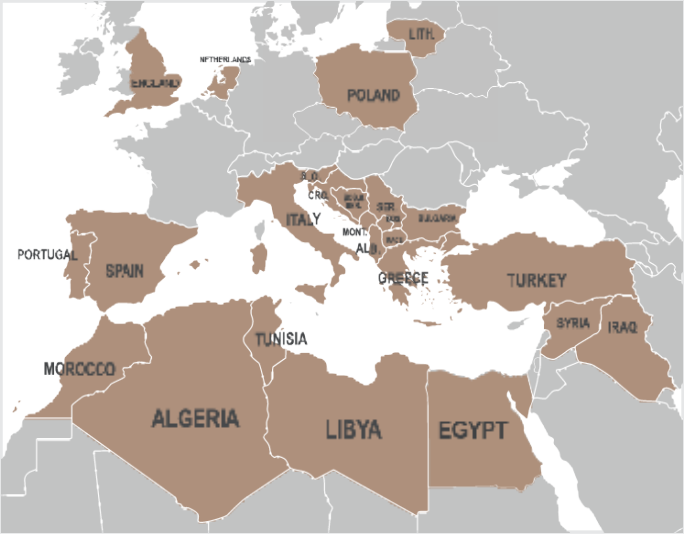 LITH.
NETHERLANDS
ENGLAND
POLAND
CRO.
SER.
ITALY
BULGARIA
MONT.
ALB.
PORTUGAL
SPAIN
GREECE
TURKEY
SYRIA
IRAQ
TUNISIA
MOROCCO
ALGERIA
LIBYA
EGYPT